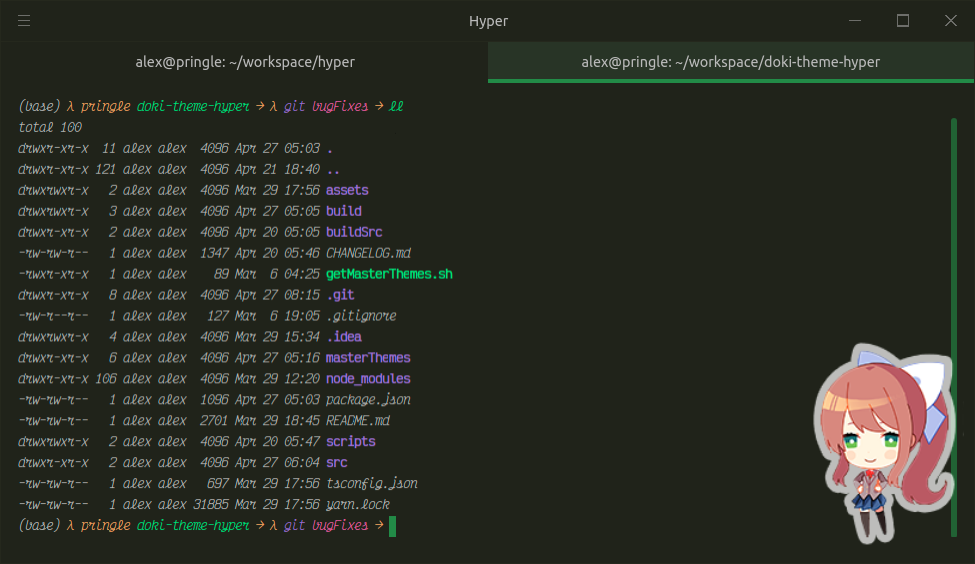 Hyper
alex@pringle: ~/workspace/hyper
alex@pringle: ~/workspace/doki-theme-hyper
(base) λ pringle doki-theme-hyper → λ git bugFixes → ll
total 100
drwxr-xr-x  11 alex alex  4096 Apr 27 05:03 .
drwxr-xr-x 121 alex alex  4096 Apr 21 18:40 ..
drwxrwxr-x   2 alex alex  4096 Mar 29 17:56 assets
drwxrwxr-x   3 alex alex  4096 Apr 27 05:05 build
drwxr-xr-x   2 alex alex  4096 Apr 20 05:05 buildSrc
-rw-rw-r--   1 alex alex  1347 Apr 20 05:46 CHANGELOG.md
-rwxr-xr-x   1 alex alex    89 Mar  6 04:25 getMasterThemes.sh
drwxr-xr-x   8 alex alex  4096 Apr 27 08:15 .git
-rw-r--r--   1 alex alex   127 Mar  6 19:05 .gitignore
drwxrwxr-x   4 alex alex  4096 Mar 29 15:34 .idea
drwxr-xr-x   6 alex alex  4096 Apr 27 05:16 masterThemes
drwxr-xr-x 106 alex alex  4096 Mar 29 12:20 node_modules
-rw-rw-r--   1 alex alex  1096 Apr 27 05:03 package.json
-rw-rw-r--   1 alex alex  2701 Mar 29 18:45 README.md
drwxrwxr-x   2 alex alex  4096 Apr 20 05:47 scripts
drwxr-xr-x   2 alex alex  4096 Apr 27 06:04 src
-rw-rw-r--   1 alex alex   697 Mar 29 17:56 tsconfig.json
-rw-rw-r--   1 alex alex 31885 Mar 29 17:56 yarn.lock
(base) λ pringle doki-theme-hyper → λ git bugFixes →